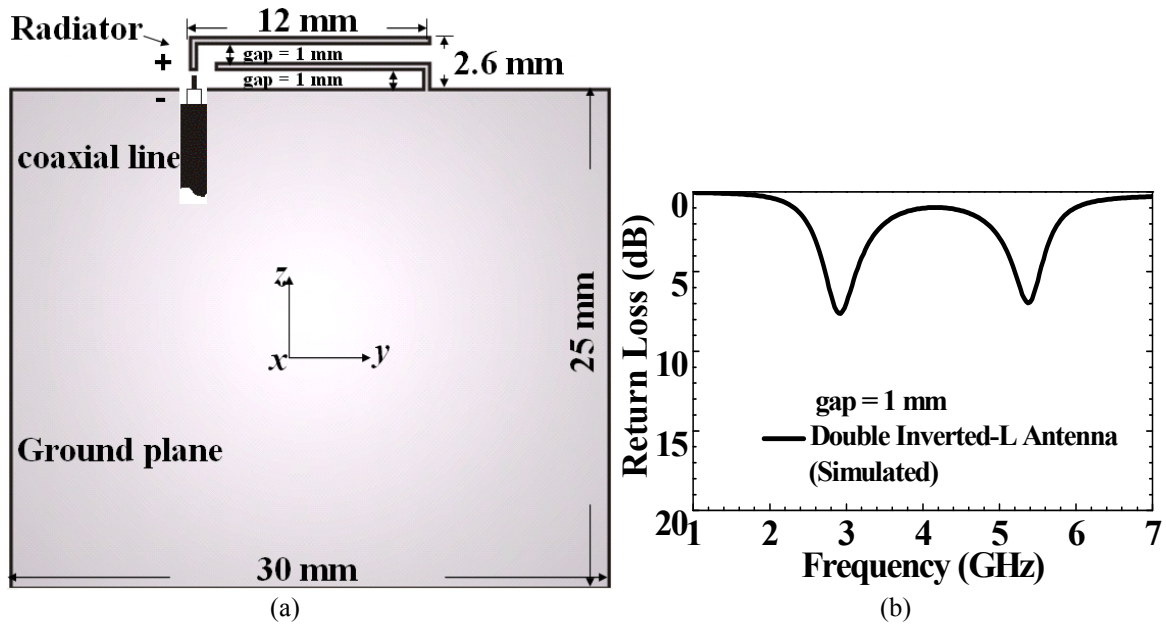 Radiator
12 mm
+
gap = 1 mm
2.6 mm
gap = 1 mm
-
coaxial line
z
x
y
25 mm
Ground plane
30 mm
(a)
0
5
10
15
20
Return Loss (dB)
gap = 1 mm
Double Inverted-L Antenna
(Simulated)
1 2 3 4 5 6 7
Frequency (GHz)
(b)